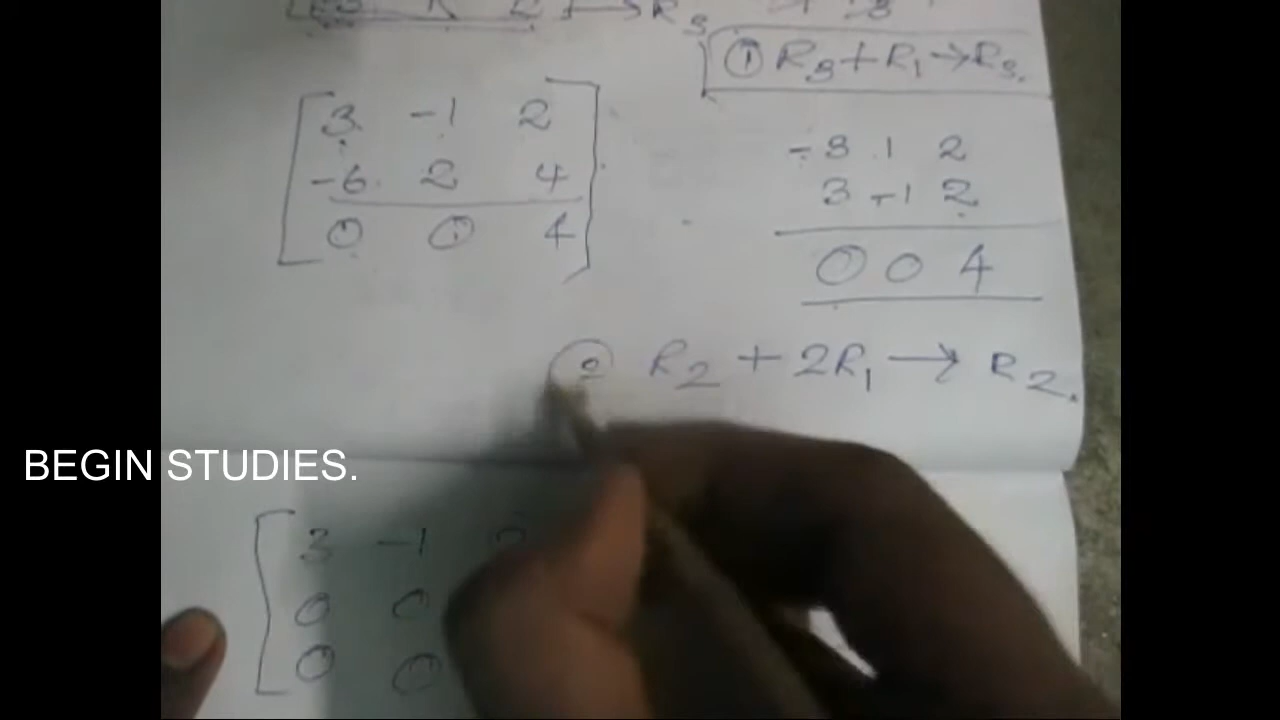 ① R3 + R1 → R3.
3 -1 2
-6 2 4
0 0 4
-3 1 2
3 -1 2
0 0 4
② R2 + 2R1 → R2.
BEGIN STUDIES.
3 -1 2
0 0
0 0